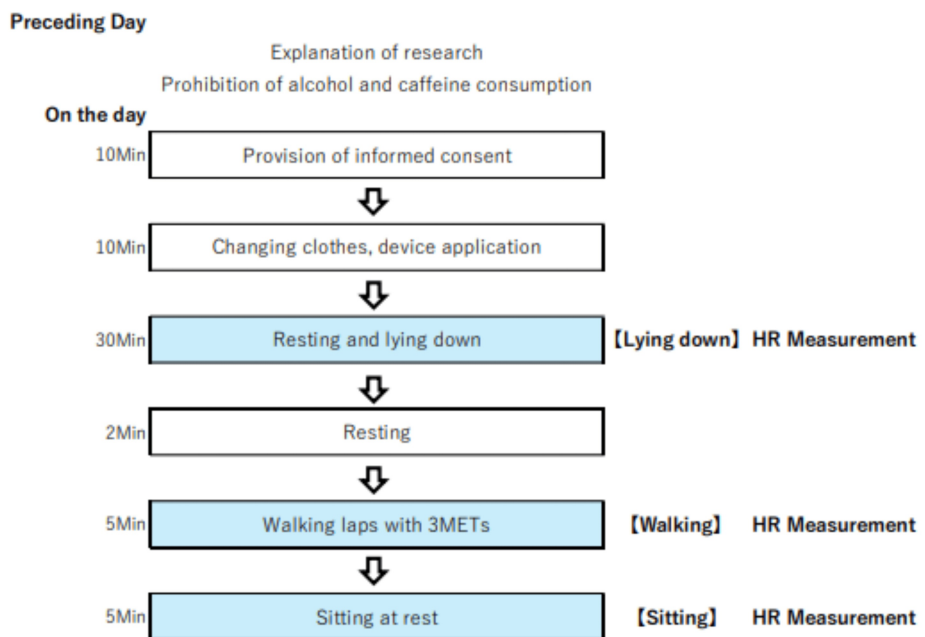 Preceding Day
Explanation of research
Prohibition of alcohol and caffeine consumption
On the day
10Min Provision of informed consent
10Min Changing clothes, device application
30Min Resting and lying down 【Lying down】 HR Measurement
2Min Resting
5Min Walking laps with 3METs 【Walking】 HR Measurement
5Min Sitting at rest 【Sitting】 HR Measurement